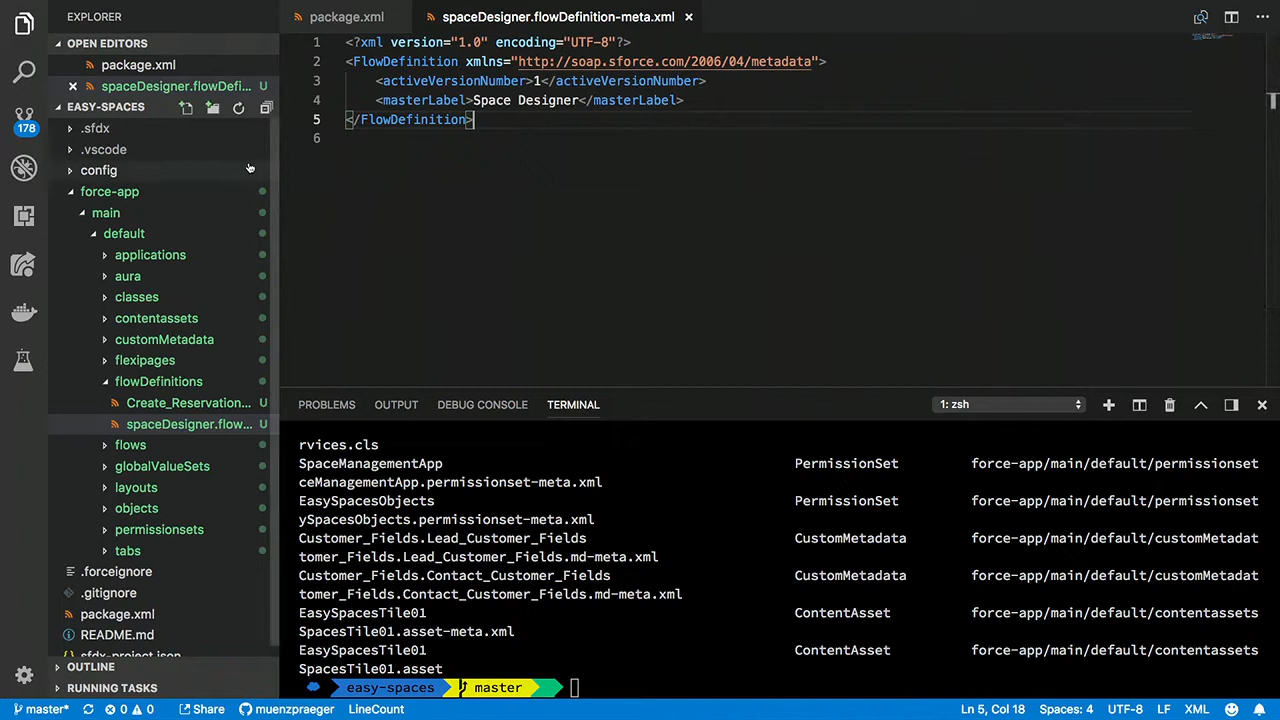 EXPLORER
OPEN EDITORS
package.xml
spaceDesigner.flowDefi... U
EASY-SPACES
178
.sfdx
.vscode
config
force-app
main
default
applications
aura
classes
contentassets
customMetadata
flexipages
flowDefinitions
Create_Reservation... U
spaceDesigner.flow... U
flows
globalValueSets
layouts
objects
permissionsets
tabs
.forceignore
.gitignore
package.xml
README.md
sfdx-project.json
OUTLINE
RUNNING TASKS
package.xml spaceDesigner.flowDefinition-meta.xml
1 <?xml version="1.0" encoding="UTF-8"?>
2 <FlowDefinition xmlns="http://soap.sforce.com/2006/04/metadata">
3 <activeVersionNumber>1</activeVersionNumber>
4 <masterLabel>Space Designer</masterLabel>
5 </FlowDefinition>
6
PROBLEMS OUTPUT DEBUG CONSOLE TERMINAL 1: zsh
rvices.cls
SpaceManagementApp PermissionSet force-app/main/default/permissionset
ceManagementApp.permissionset-meta.xml
EasySpacesObjects PermissionSet force-app/main/default/permissionset
ySpacesObjects.permissionset-meta.xml
Customer_Fields.Lead_Customer_Fields CustomMetadata force-app/main/default/customMetadat
tomer_Fields.Lead_Customer_Fields.md-meta.xml
Customer_Fields.Contact_Customer_Fields CustomMetadata force-app/main/default/customMetadat
tomer_Fields.Contact_Customer_Fields.md-meta.xml
EasySpacesTile01 ContentAsset force-app/main/default/contentassets
SpacesTile01.asset-meta.xml
EasySpacesTile01 ContentAsset force-app/main/default/contentassets
SpacesTile01.asset
easy-spaces master
master* 0 0 Share muenzpraeger LineCount Ln 5, Col 18 Spaces: 4 UTF-8 LF XML